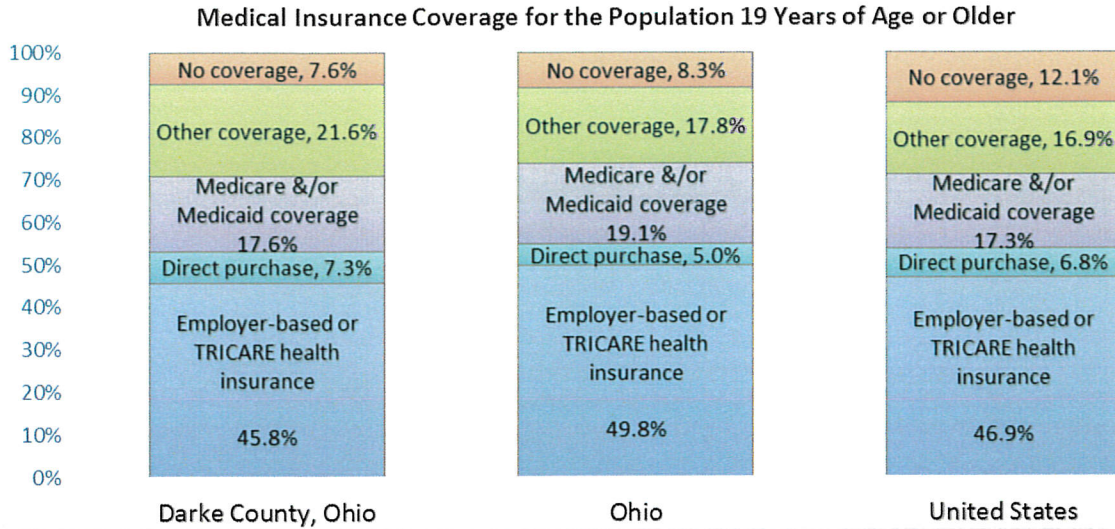 Medical Insurance Coverage for the Population 19 Years of Age or Older
100%
90%
80%
70%
60%
50%
40%
30%
20%
10%
0%
No coverage, 7.6%
Other coverage, 21.6%
Medicare &/or
Medicaid coverage
17.6%
Direct purchase, 7.3%
Employer-based or
TRICARE health
insurance
45.8%
Darke County, Ohio
No coverage, 8.3%
Other coverage, 17.8%
Medicare &/or
Medicaid coverage
19.1%
Direct purchase, 5.0%
Employer-based or
TRICARE health
insurance
49.8%
Ohio
No coverage, 12.1%
Other coverage, 16.9%
Medicare &/or
Medicaid coverage
17.3%
Direct purchase, 6.8%
Employer-based or
TRICARE health
insurance
46.9%
United States